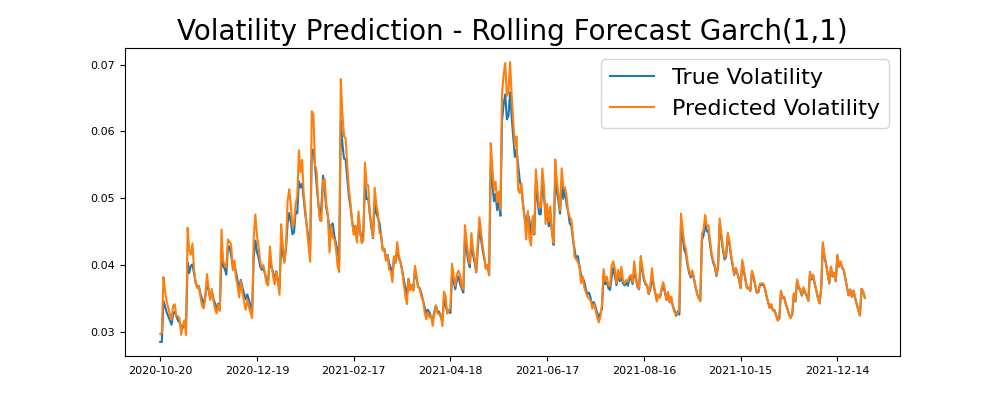 Volatility Prediction - Rolling Forecast Garch(1,1)
True Volatility
Predicted Volatility
0.07
0.06
0.05
0.04
0.03
2020-10-20 2020-12-19 2021-02-17 2021-04-18 2021-06-17 2021-08-16 2021-10-15 2021-12-14